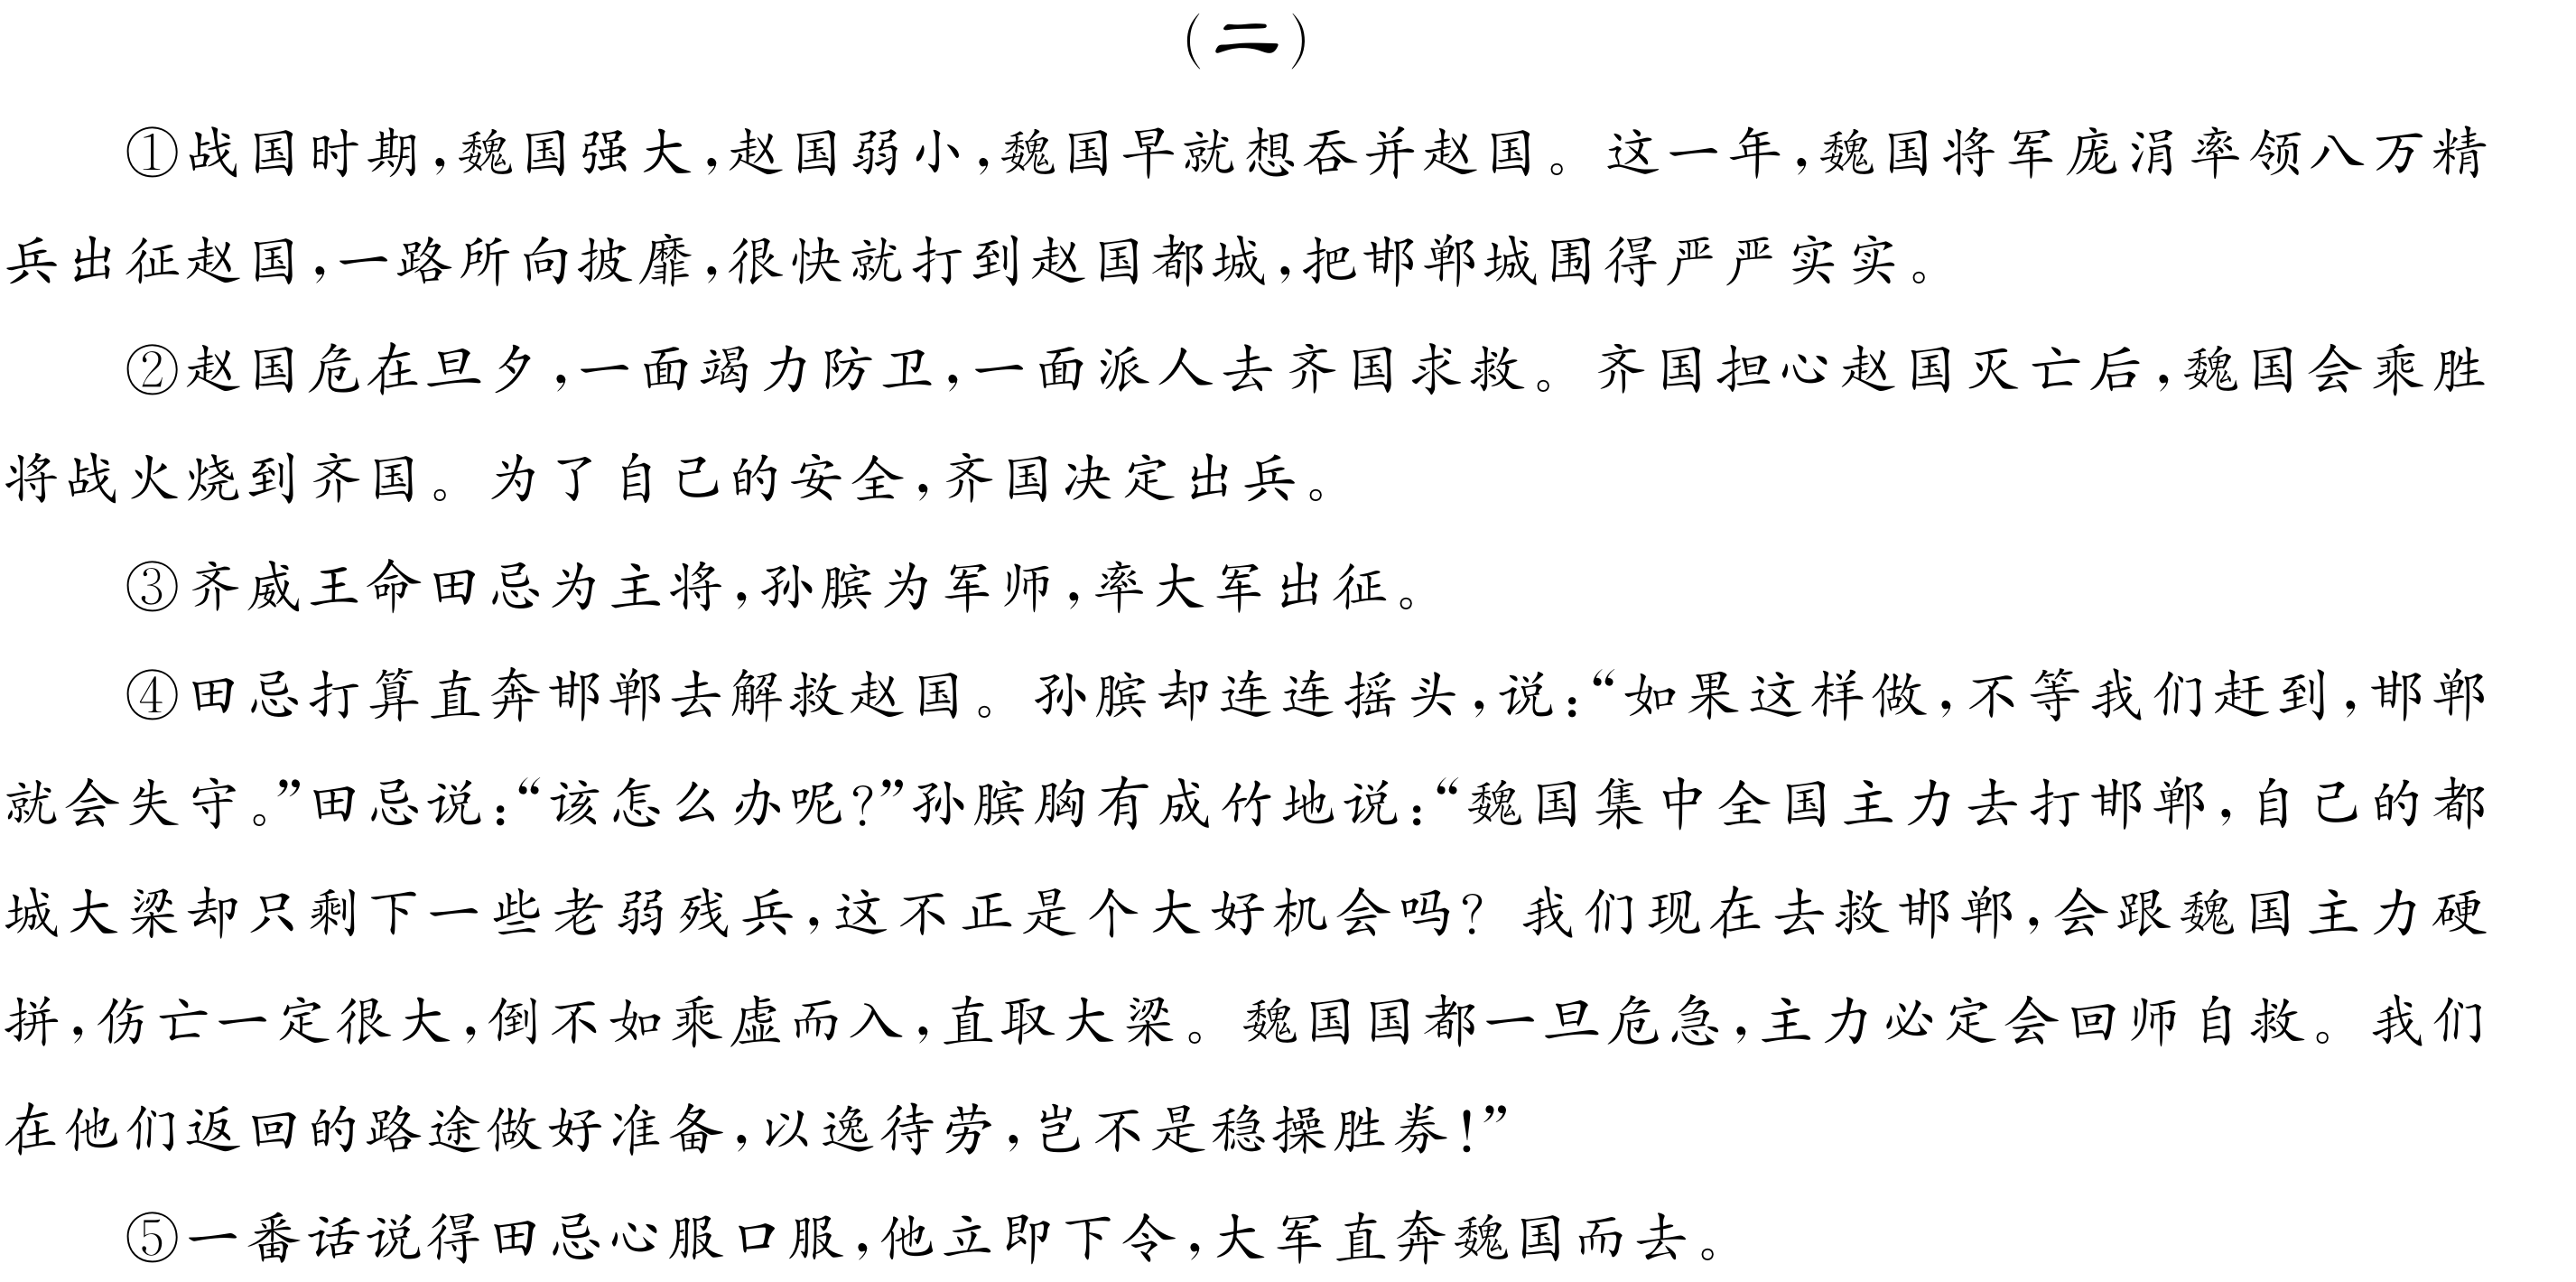 (二)
①战国时期,魏国强大,赵国弱小,魏国早就想吞并赵国。这一年,魏国将军庞涓率领八万精
兵出征赵国,一路所向披靡,很快就打到赵国都城,把邯郸城围得严严实实。
②赵国危在旦夕,一面竭力防卫,一面派人去齐国求救。齐国担心赵国灭亡后,魏国会乘胜
将战火烧到齐国。为了自己的安全,齐国决定出兵。
③齐威王命田忌为主将,孙膑为军师,率大军出征。
④田忌打算直奔邯郸去解救赵国。孙膑却连连摇头,说:“如果这样做,不等我们赶到,邯郸
就会失守。”田忌说:“该怎么办呢?”孙膑胸有成竹地说:“魏国集中全国主力去打邯郸,自己的都
城大梁却只剩下一些老弱残兵,这不正是个大好机会吗? 我们现在去救邯郸,会跟魏国主力硬
拼,伤亡一定很大,倒不如乘虚而入,直取大梁。魏国国都一旦危急,主力必定会回师自救。我们
在他们返回的路途做好准备,以逸待劳,岂不是稳操胜券!”
⑤一番话说得田忌心服口服,他立即下令,大军直奔魏国而去。